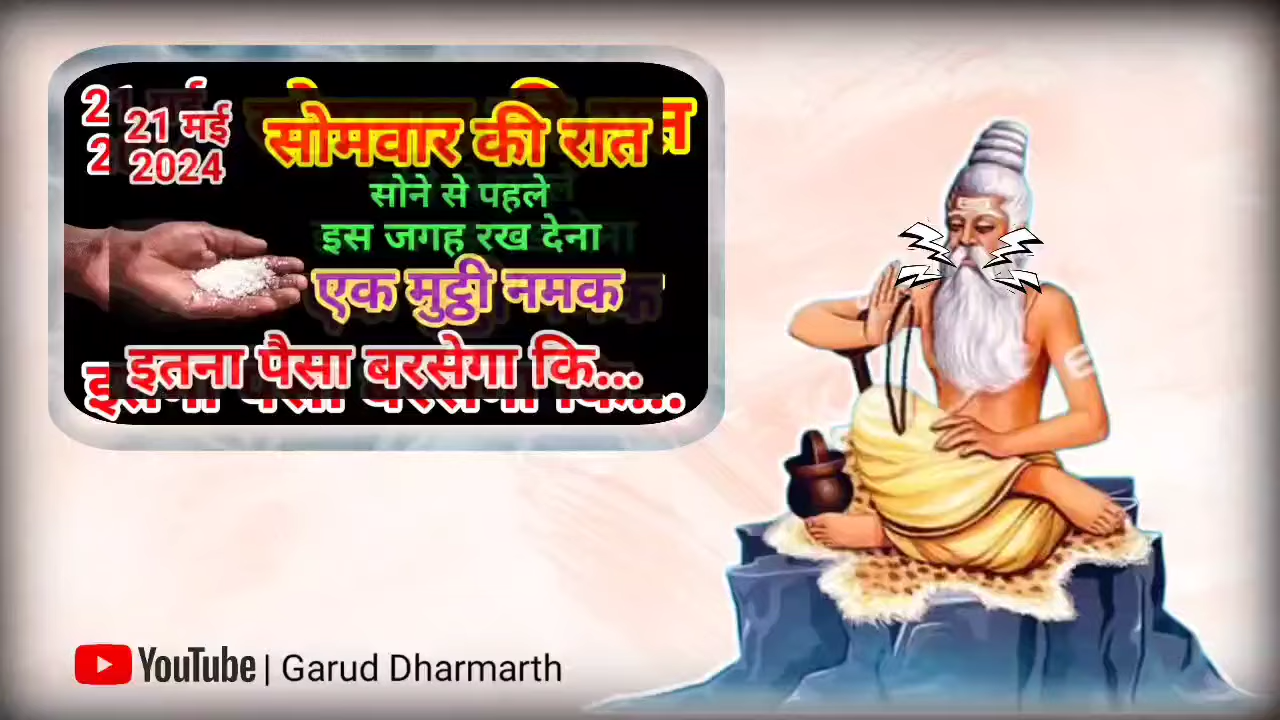 21 मई
2024
सोमवार की रात
सोने से पहले
इस जगह रख देना
एक मुट्ठी नमक
इतना पैसा बरसेगा कि...
YouTube | Garud Dharmarth